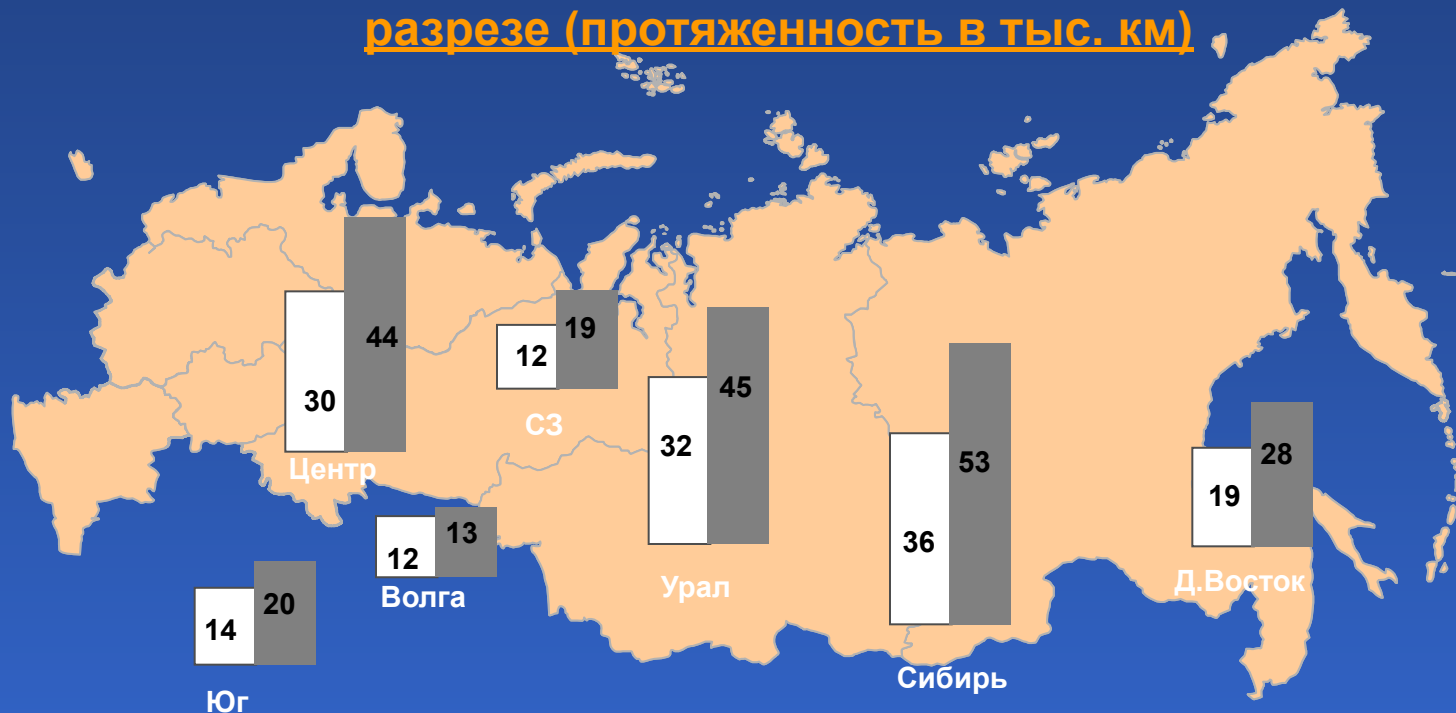 разрезе (протяженность в тыс. км)
30
44
Центр
12
19
СЗ
32
45
Урал
36
53
Сибирь
19
28
Д.Восток
12
13
Волга
14
20
Юг